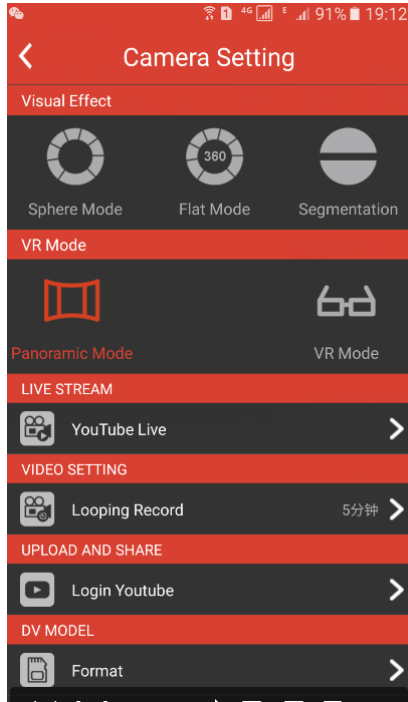 1 4G E 91% 19:12
Camera Setting
Visual Effect
360
Sphere Mode Flat Mode Segmentation
VR Mode
Panoramic Mode VR Mode
LIVE STREAM
YouTube Live
VIDEO SETTING
Looping Record 5分钟
UPLOAD AND SHARE
Login Youtube
DV MODEL
Format